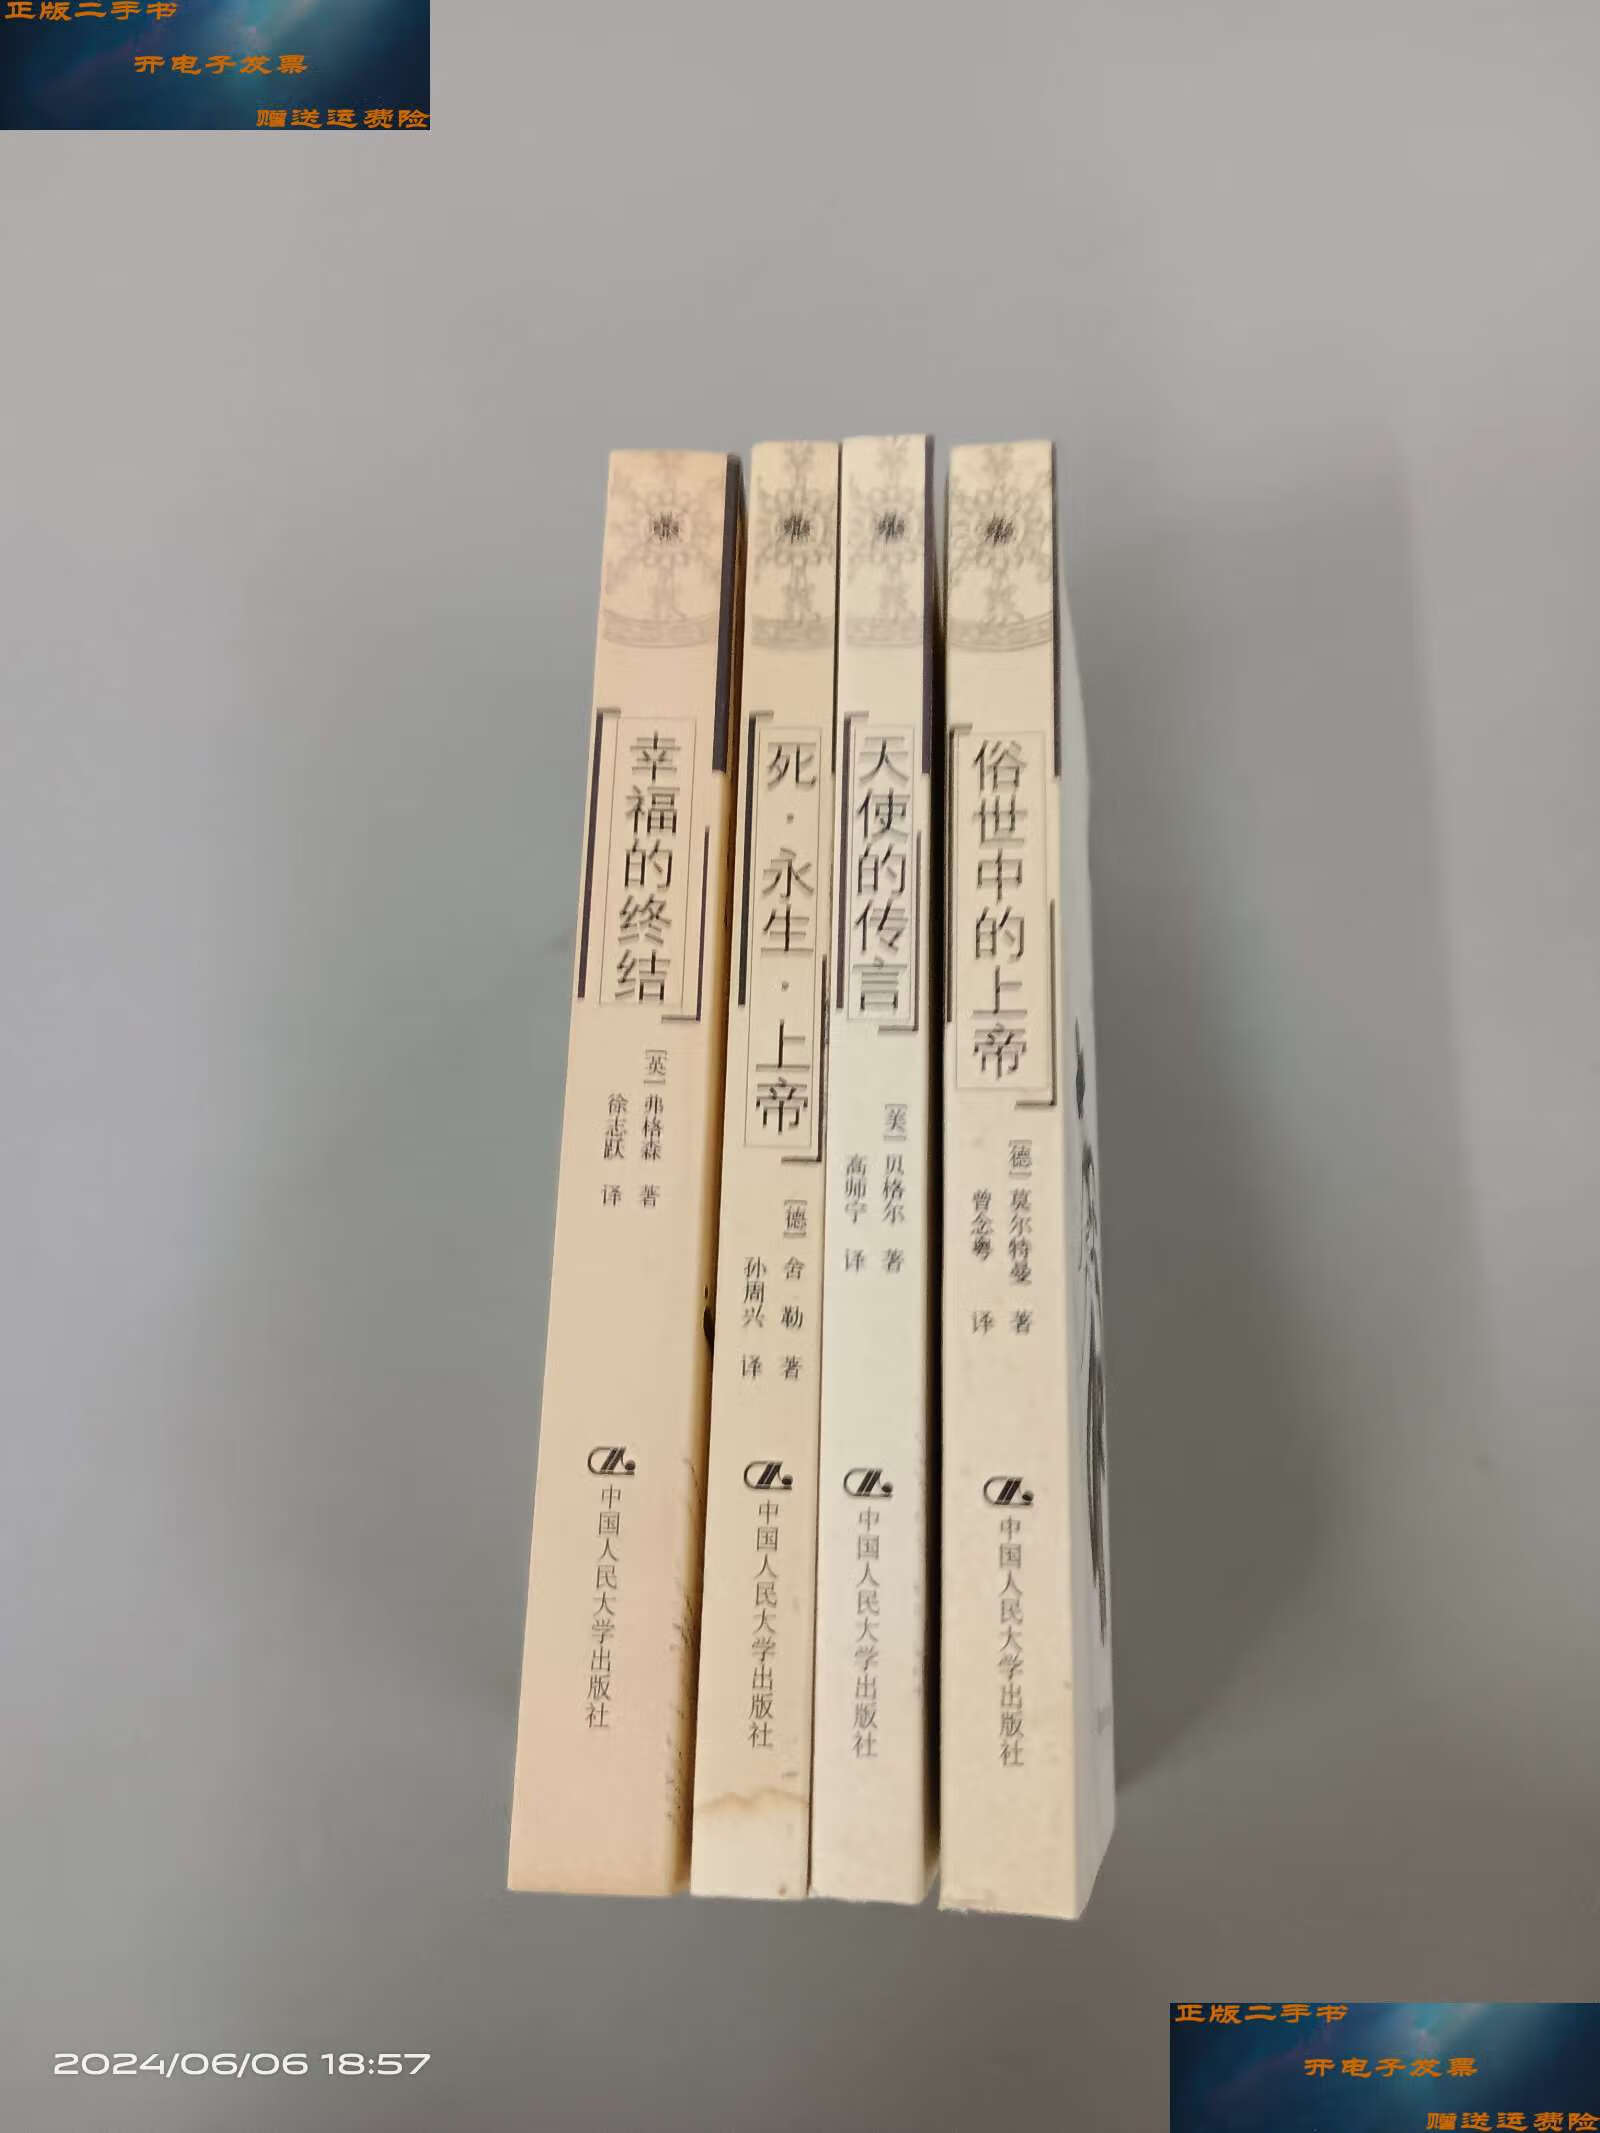 正版二手书
开电子发票
赠送运费险
幸福的终结
[英] 弗格森 著
徐志跃 译
中国人民大学出版社
死·永生·上帝
[德] 舍勒 著
孙周兴 译
中国人民大学出版社
天使的传言
[美] 贝格尔 著
高师宁 译
中国人民大学出版社
俗世中的上帝
[德] 莫尔特曼 著
曾念粤 译
中国人民大学出版社
2024/06/06 18:57
正版二手书
开电子发票
赠送运费险